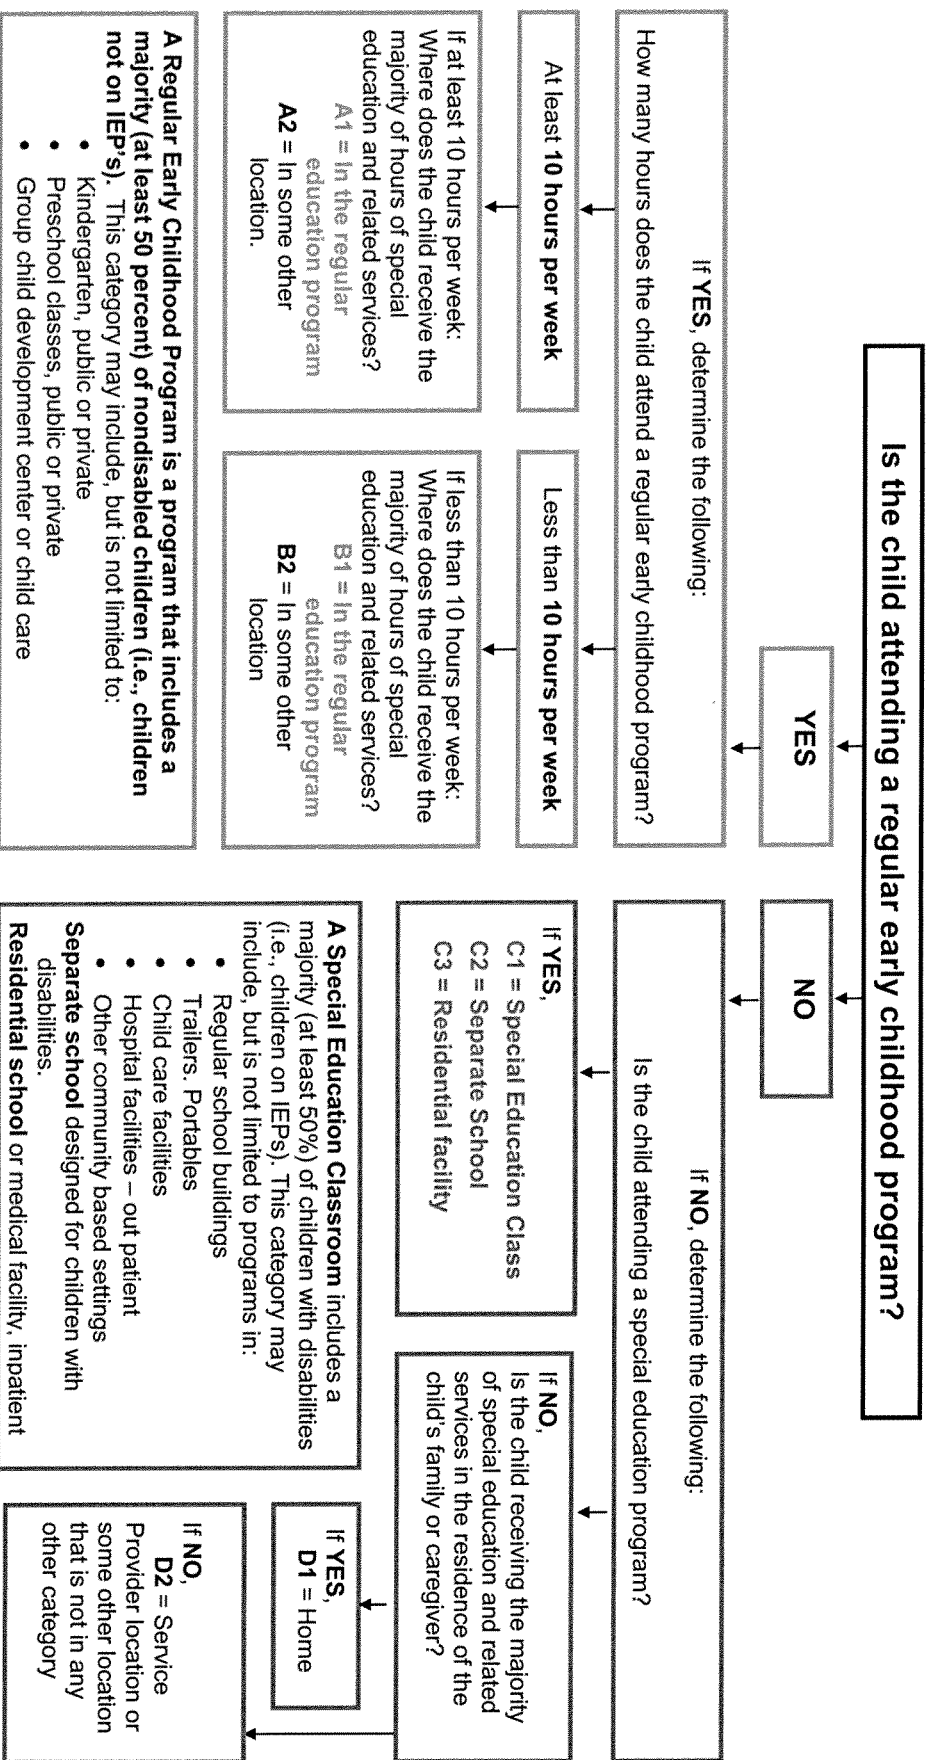 Is the child attending a regular early childhood program?
YES
If YES, determine the following:
How many hours does the child attend a regular early childhood program?
At least 10 hours per week
If at least 10 hours per week:
Where does the child receive the
majority of hours of special
education and related services?
A1 = In the regular
education program
A2 = In some other
location.
Less than 10 hours per week
If less than 10 hours per week:
Where does the child receive the
majority of hours of special
education and related services?
B1 = In the regular
education program
B2 = In some other
location
A Regular Early Childhood Program is a program that includes a
majority (at least 50 percent) of nondisabled children (i.e., children
not on IEP's). This category may include, but is not limited to:
• Kindergarten, public or private
• Preschool classes, public or private
• Group child development center or child care
NO
If NO, determine the following:
Is the child attending a special education program?
If YES,
C1 = Special Education Class
C2 = Separate School
C3 = Residential facility
A Special Education Classroom includes a
majority (at least 50%) of children with disabilities
(i.e., children on IEPs). This category may
include, but is not limited to programs in:
• Regular school buildings
• Trailers. Portables
• Child care facilities
• Hospital facilities – out patient
• Other community based settings
Separate school designed for children with
disabilities.
Residential school or medical facility, inpatient
If NO,
Is the child receiving the majority
of special education and related
services in the residence of the
child's family or caregiver?
If YES,
D1 = Home
If NO,
D2 = Service
Provider location or
some other location
that is not in any
other category